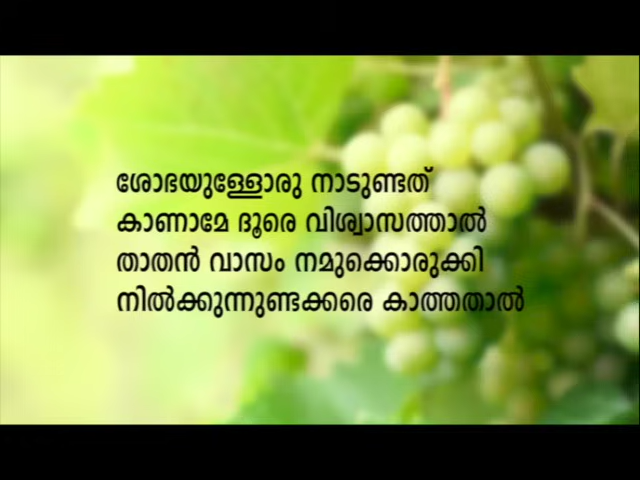 ശോഭയുള്ളോരു നാടുണ്ടത്
കാണാമേ ദൂരെ വിശ്വാസത്താൽ
താതൻ വാസം നമുക്കൊരുക്കി
നിൽക്കുന്നുണ്ടക്കരെ കാത്തതാൽ